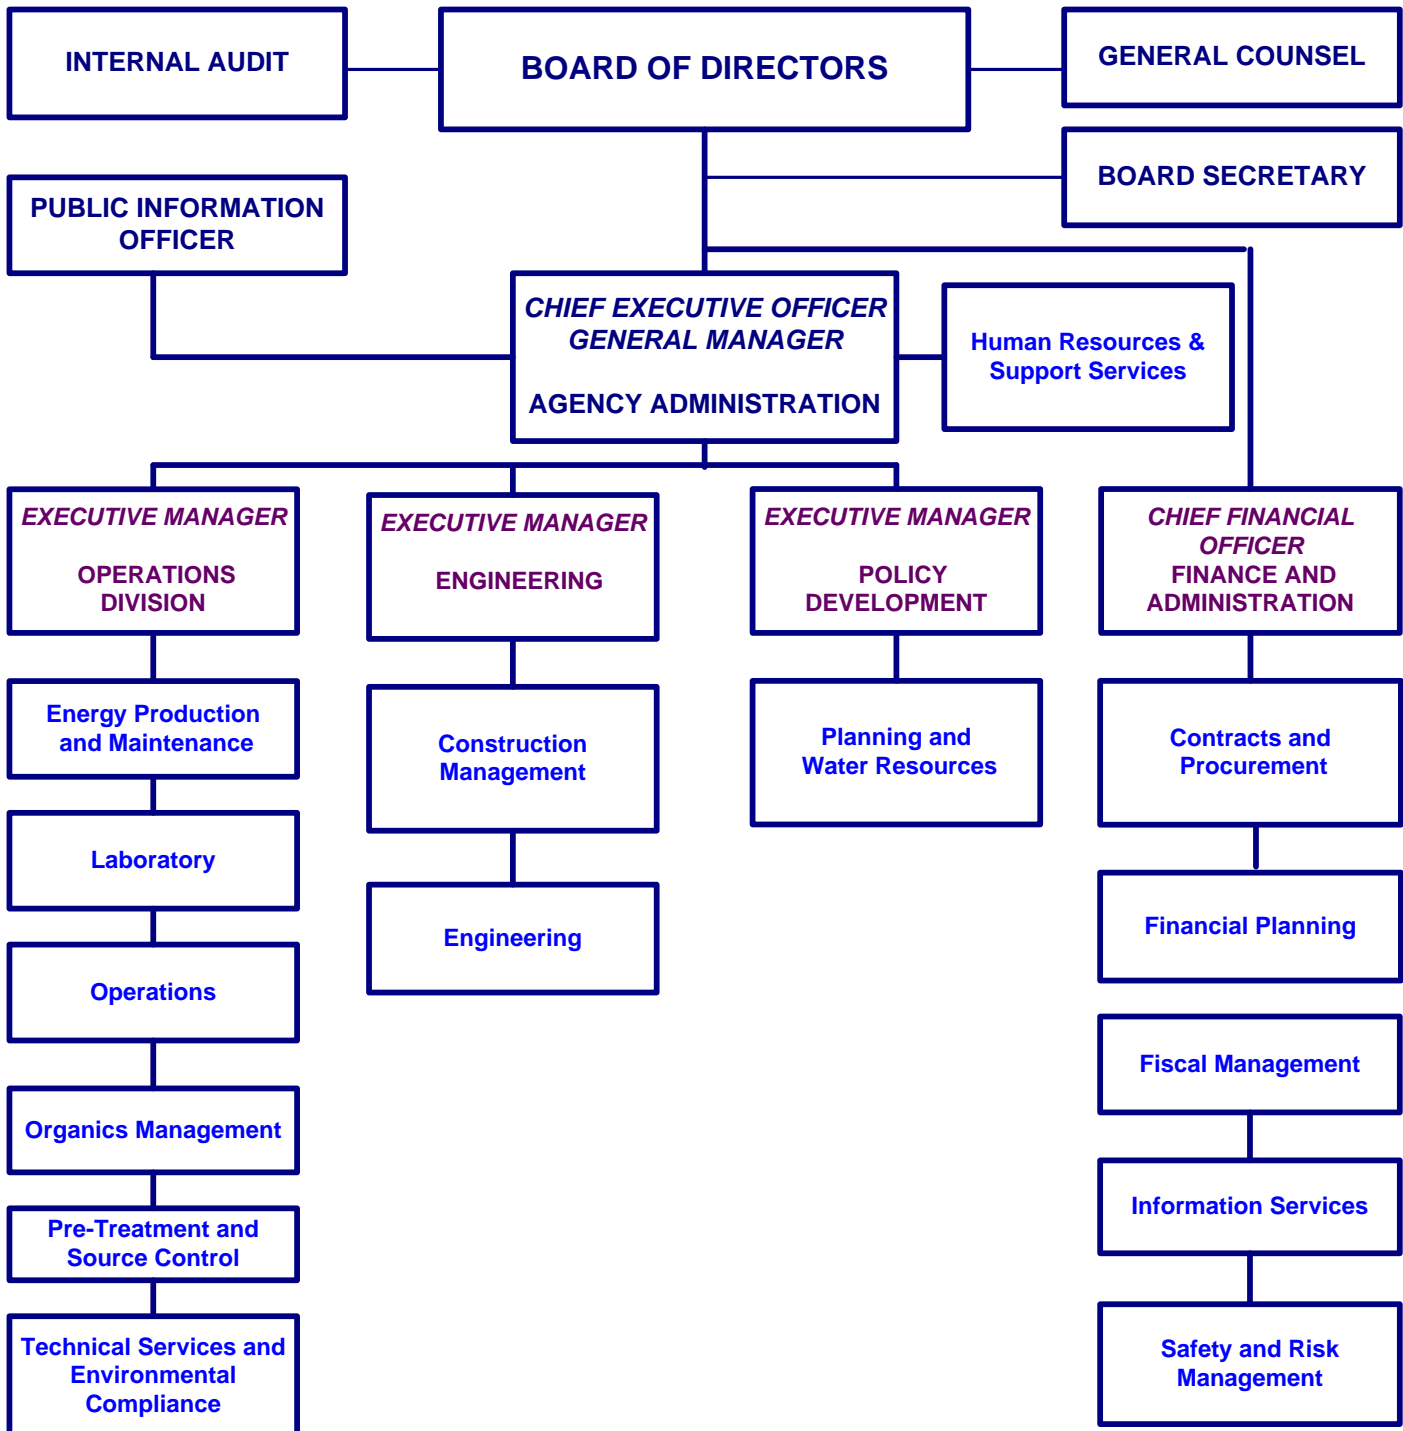 INTERNAL AUDIT
BOARD OF DIRECTORS
GENERAL COUNSEL
BOARD SECRETARY
PUBLIC INFORMATION
OFFICER
CHIEF EXECUTIVE OFFICER
GENERAL MANAGER
AGENCY ADMINISTRATION
Human Resources &
Support Services
EXECUTIVE MANAGER
OPERATIONS
DIVISION
EXECUTIVE MANAGER
ENGINEERING
EXECUTIVE MANAGER
POLICY
DEVELOPMENT
CHIEF FINANCIAL
OFFICER
FINANCE AND
ADMINISTRATION
Energy Production
and Maintenance
Laboratory
Operations
Organics Management
Pre-Treatment and
Source Control
Technical Services and
Environmental
Compliance
Construction
Management
Engineering
Planning and
Water Resources
Contracts and
Procurement
Financial Planning
Fiscal Management
Information Services
Safety and Risk
Management